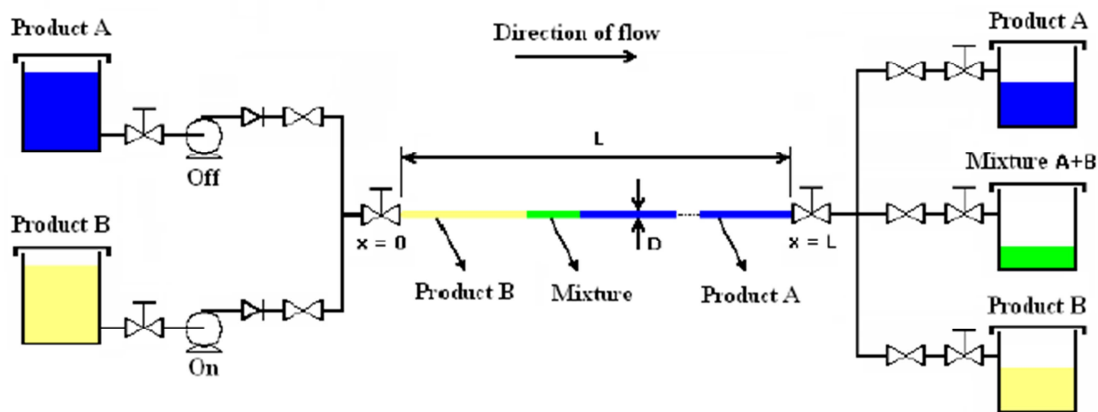 Product A
Off
Product B
On
Direction of flow
L
x = 0
D
x = L
Product B
Mixture
Product A
Product A
Mixture A+B
Product B